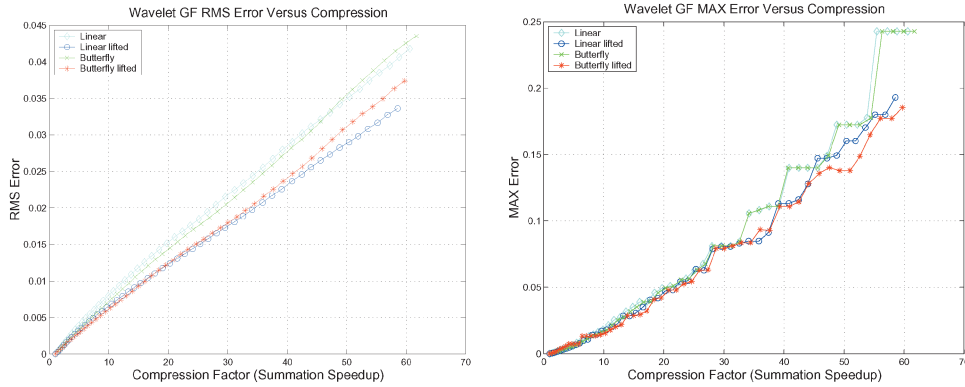 Wavelet GF RMS Error Versus Compression
0.045
0.04
0.035
0.03
0.025
0.02
0.015
0.01
0.005
0
RMS Error
Linear
Linear lifted
Butterfly
Butterfly lifted
0 10 20 30 40 50 60 70
Compression Factor (Summation Speedup)
Wavelet GF MAX Error Versus Compression
0.25
0.2
0.15
0.1
0.05
0
MAX Error
Linear
Linear lifted
Butterfly
Butterfly lifted
0 10 20 30 40 50 60 70
Compression Factor (Summation Speedup)